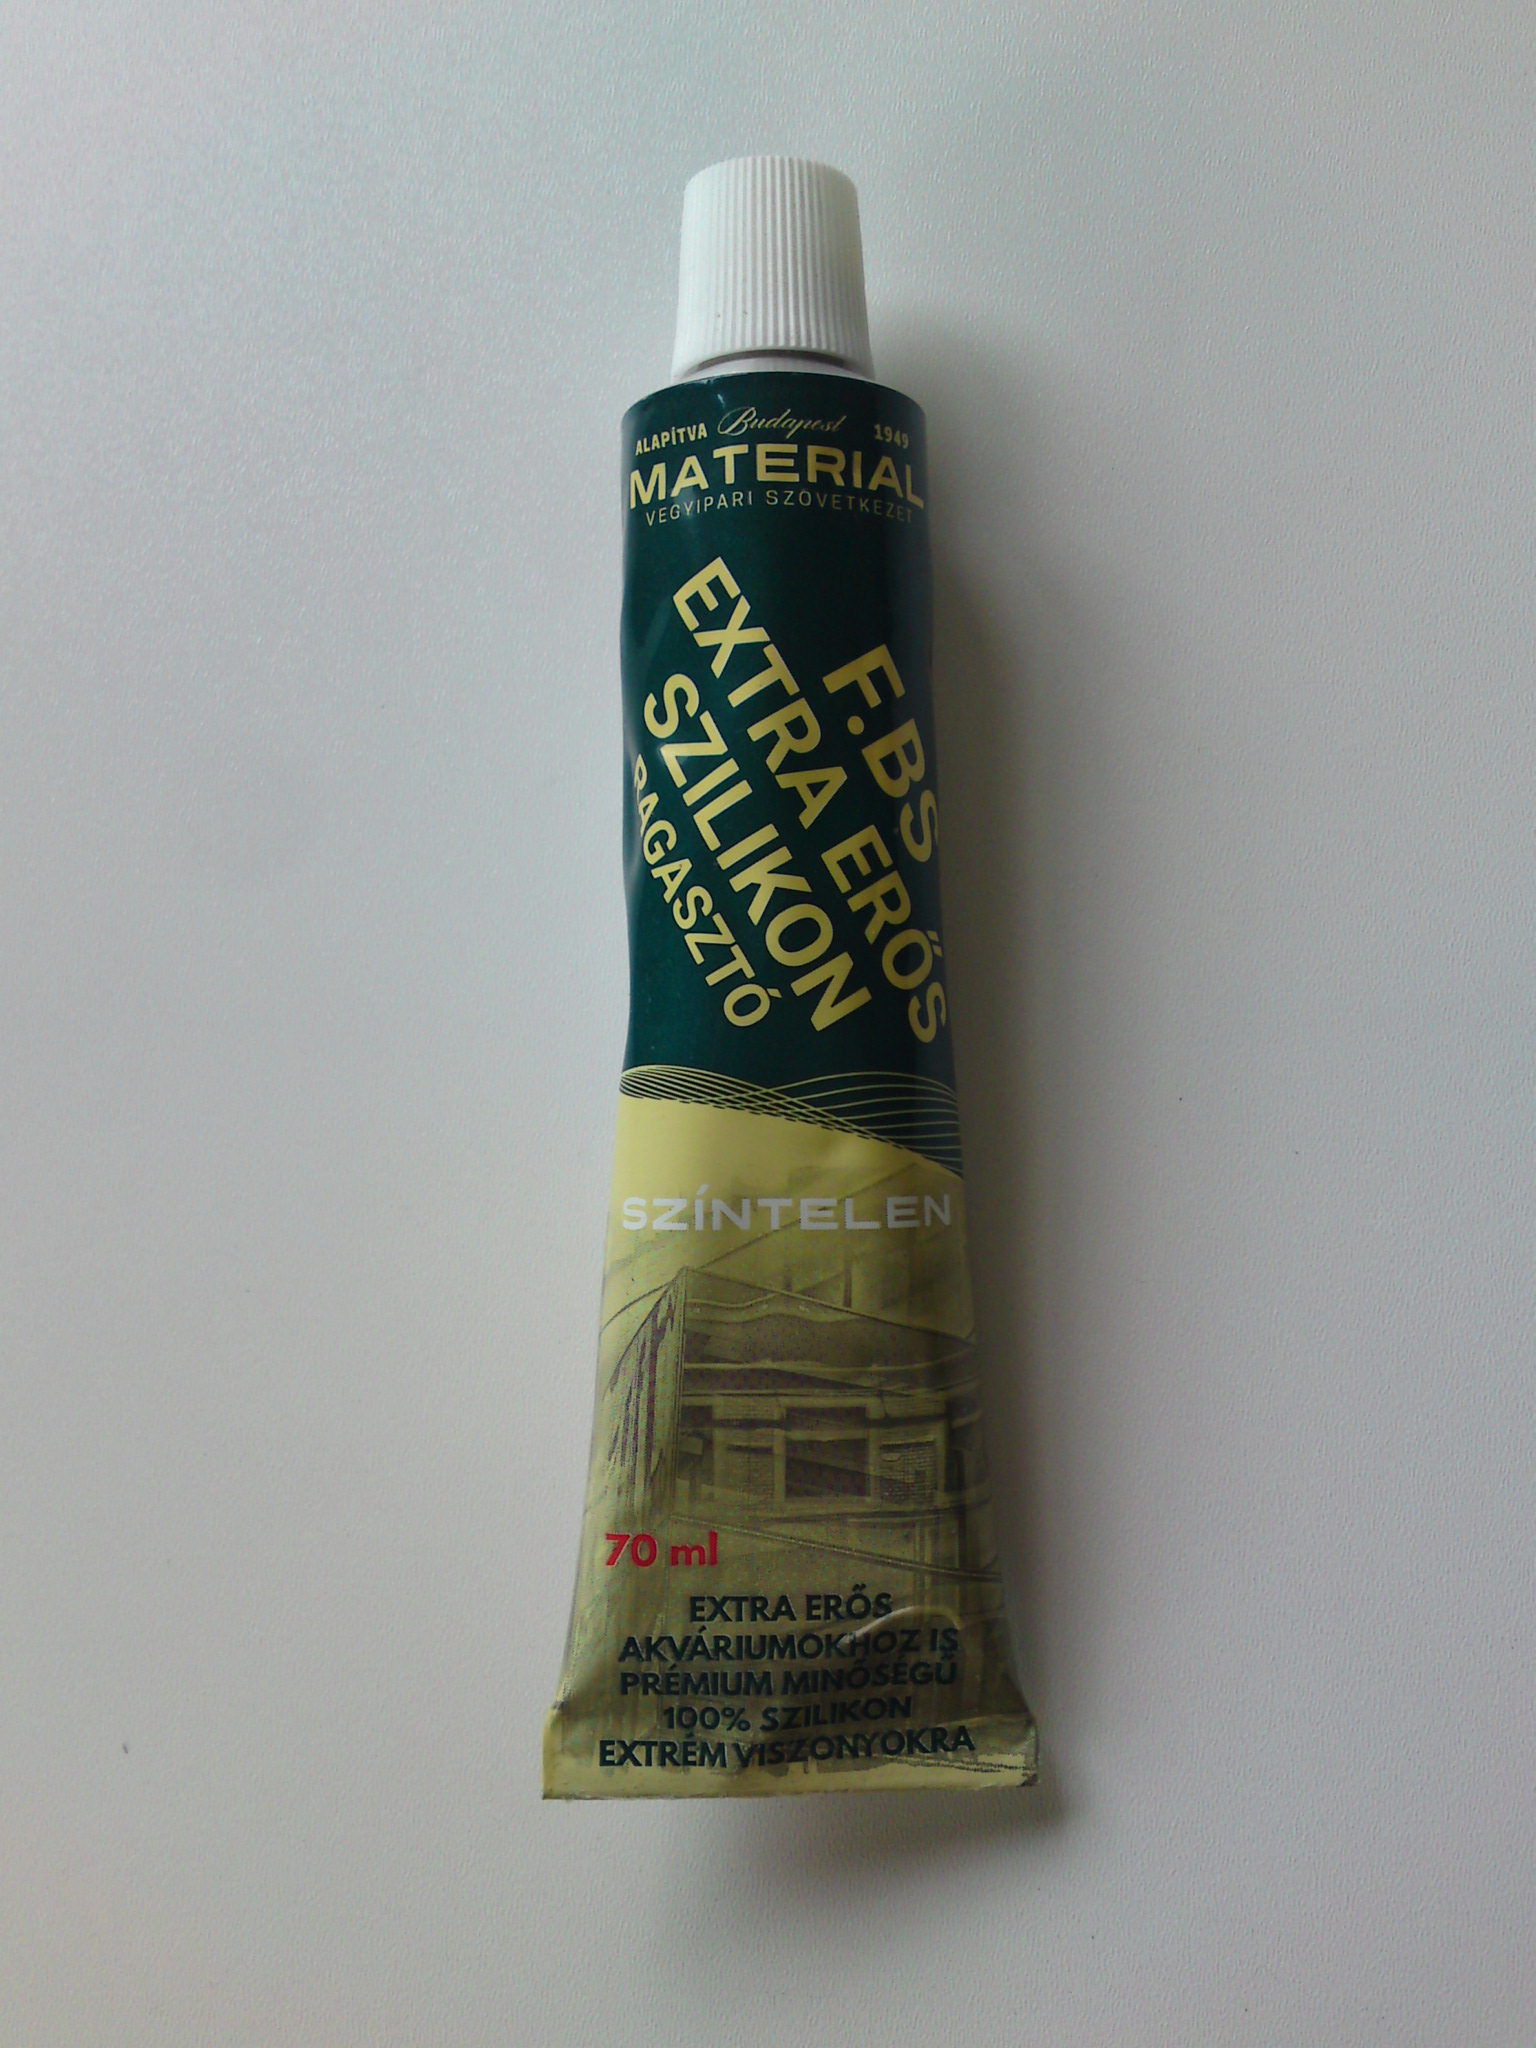 ALAPÍTVA Budapest 1949
MATERIAL
VEGYIPARI SZÖVETKEZET
F.BS
EXTRA ERŐS
SZILIKON
RAGASZTÓ
SZÍNTELEN
70 ml
EXTRA ERŐS
AKVÁRIUMOKHOZ IS
PRÉMIUM MINŐSÉGŰ
100% SZILIKON
EXTRÉM VISZONYOKRA